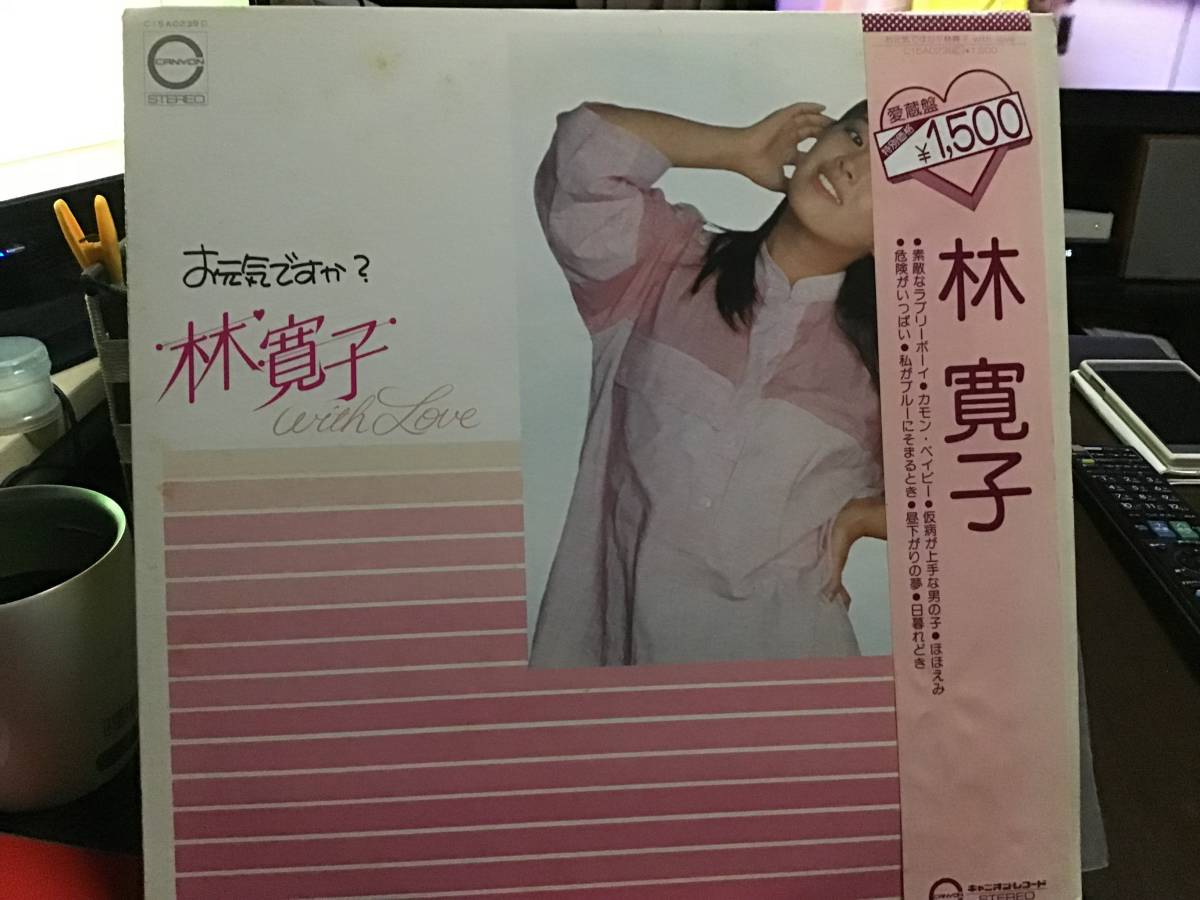 C15A0239
CANYON
STEREO
お元気ですか?
林寛子
with Love
愛蔵盤
特別価格
¥1,500
林 寛子
●素敵なラブリーボーイ●カモン・ベイビー●仮病が上手な男の子●ほほえみ
●危険がいっぱい●私がブルーにそまるとき●昼下がりの夢●日暮れどき
キャニオンレコード
STEREO